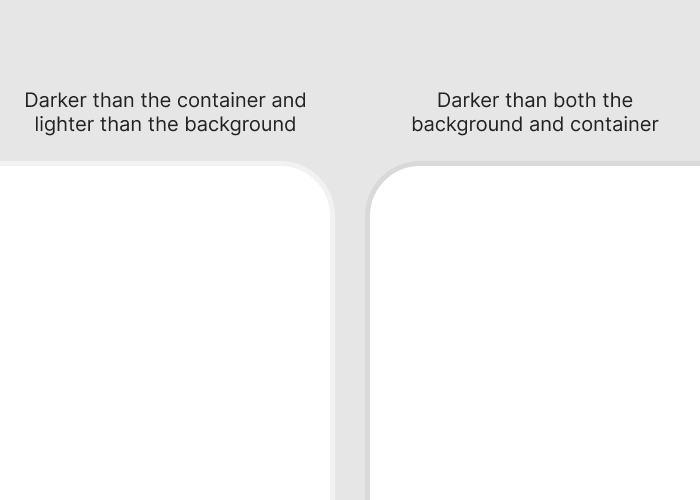 Darker than the container and
lighter than the background
Darker than both the
background and container